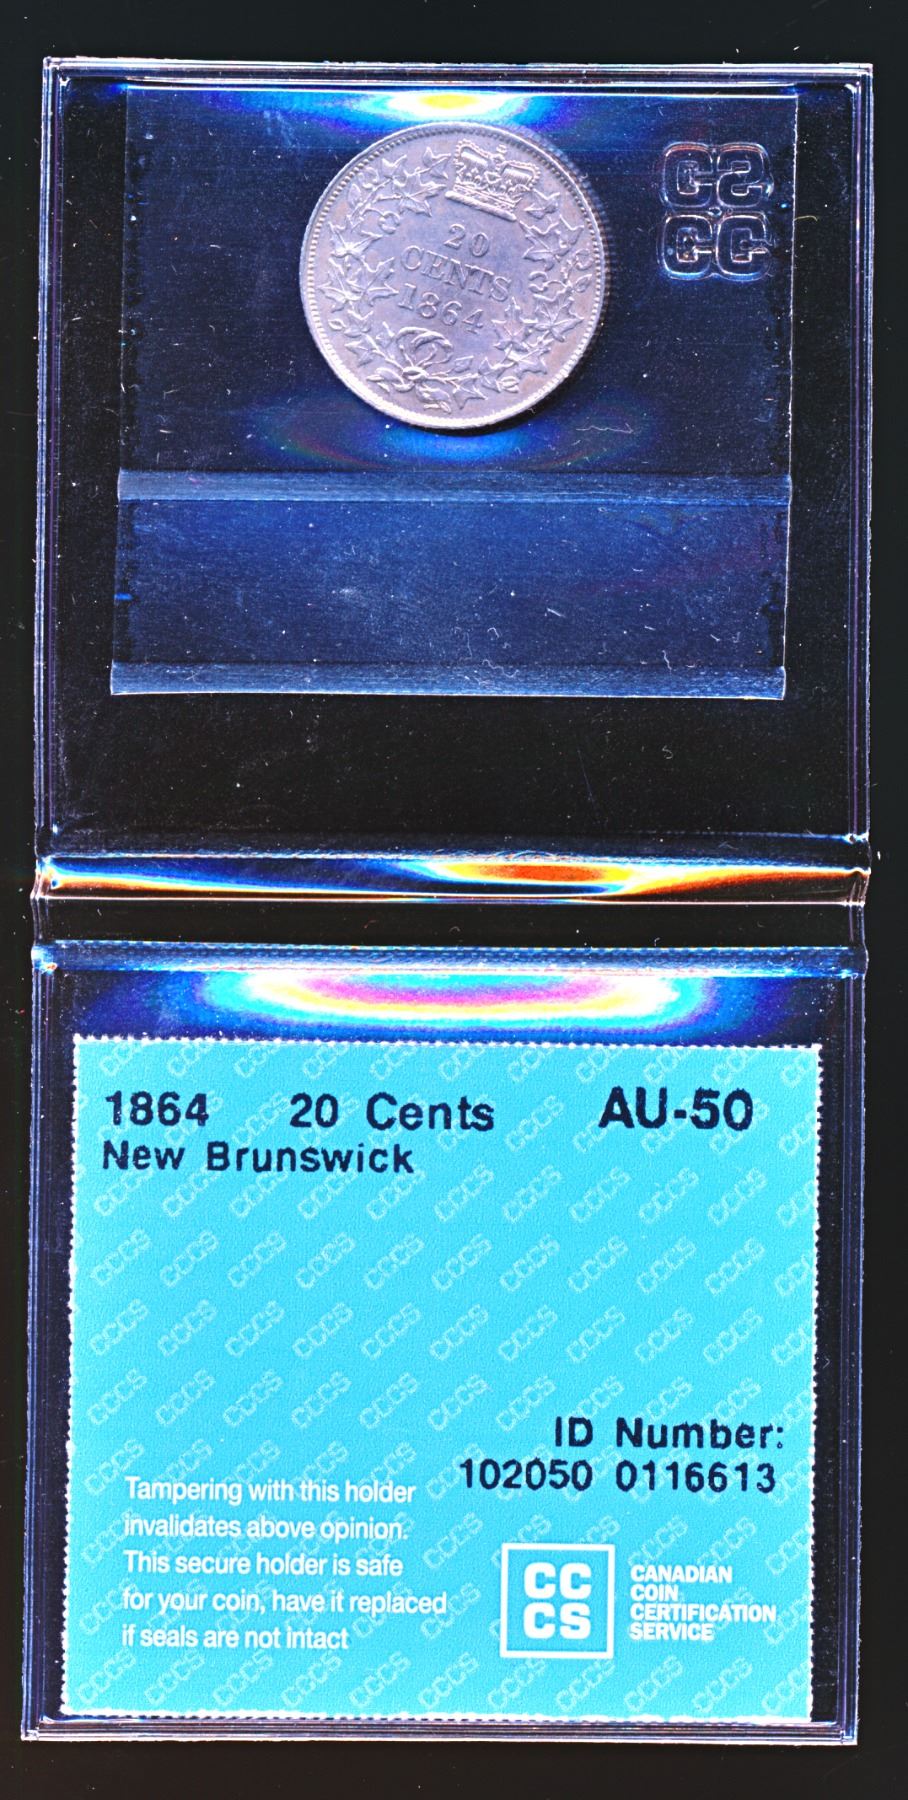 20
CENTS
1864
1864 20 Cents AU-50
New Brunswick
ID Number:
102050 0116613
Tampering with this holder
invalidates above opinion.
This secure holder is safe
for your coin, have it replaced
if seals are not intact
CC
CS
CANADIAN
COIN
CERTIFICATION
SERVICE